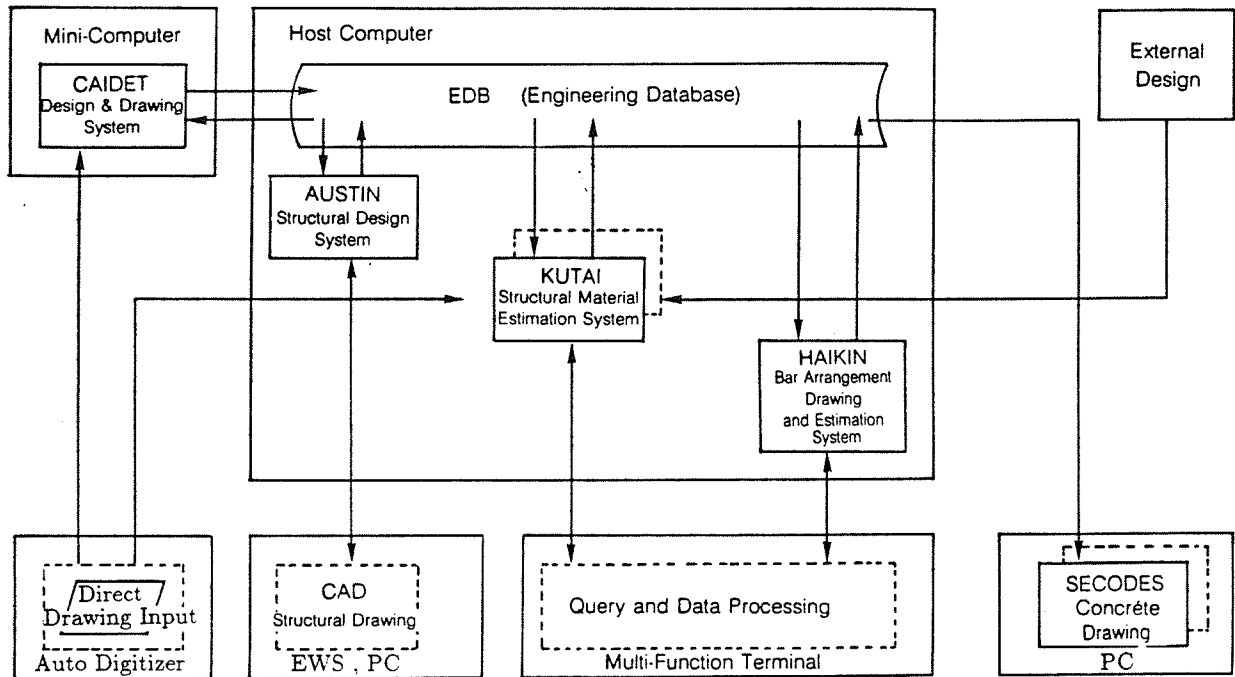 Mini-Computer
CAIDET
Design & Drawing
System
Host Computer
EDB (Engineering Database)
External
Design
AUSTIN
Structural Design
System
KUTAI
Structural Material
Estimation System
HAIKIN
Bar Arrangement
Drawing
and Estimation
System
Direct
Drawing Input
Auto Digitizer
CAD
Structural Drawing
EWS , PC
Query and Data Processing
Multi-Function Terminal
SECODES
Concréte
Drawing
PC